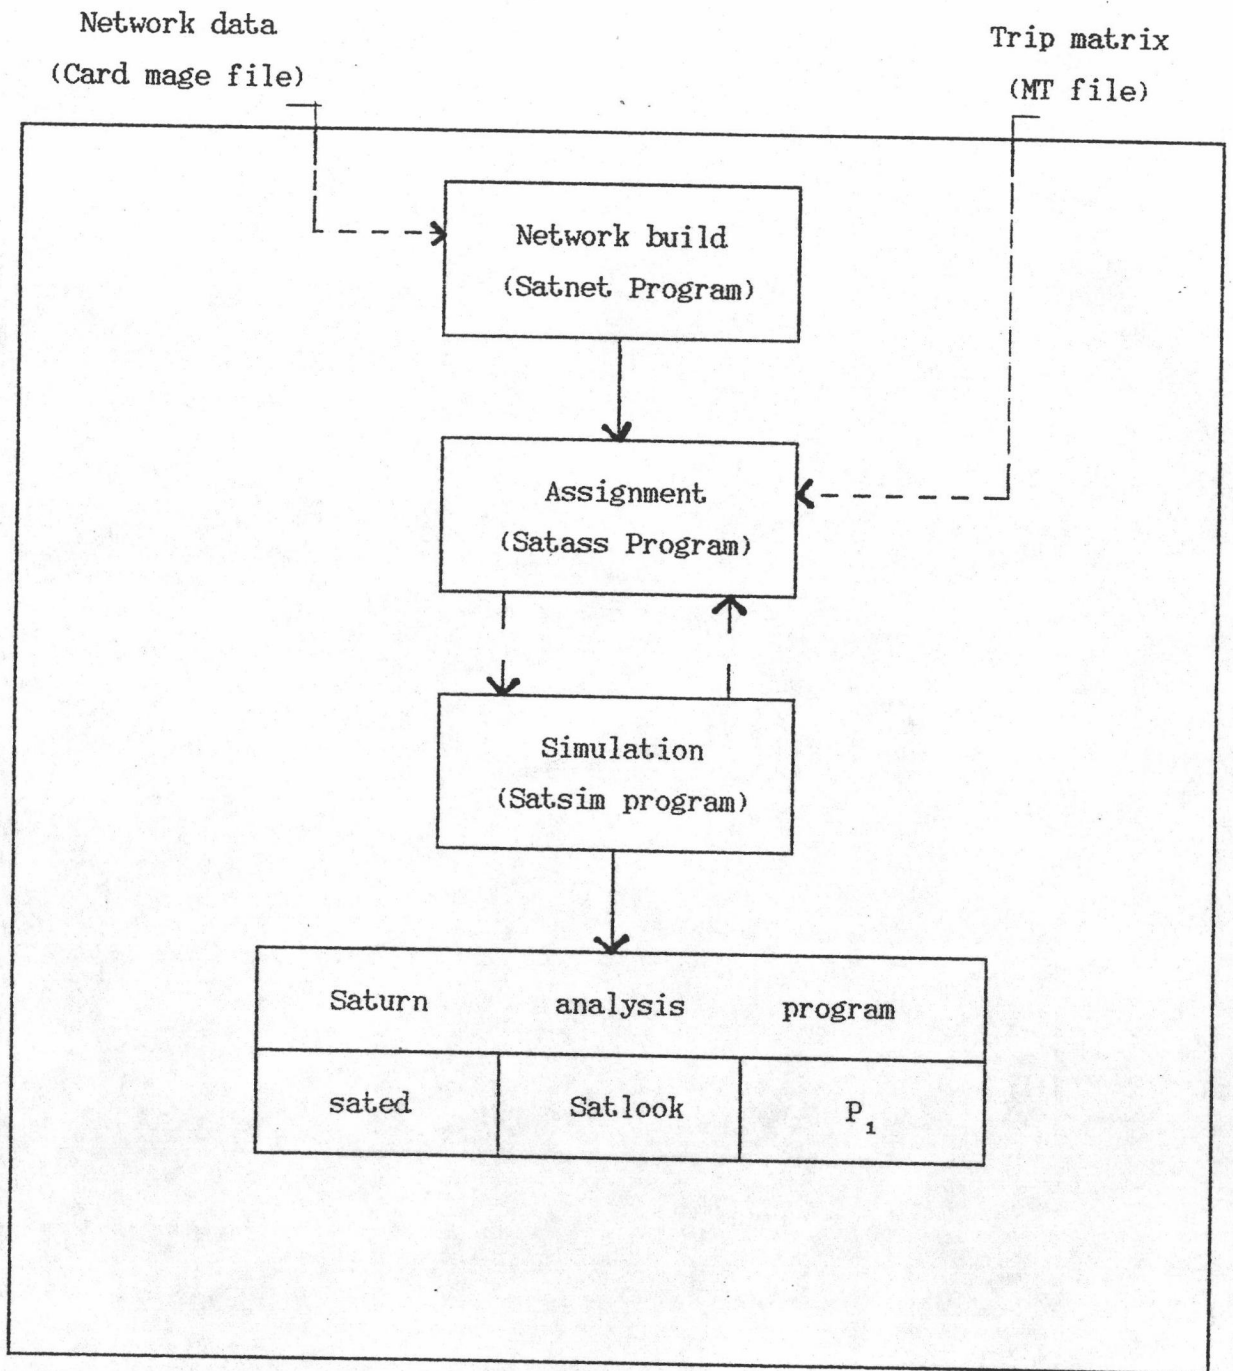 Network data
(Card mage file)
Trip matrix
(MT file)
Network build
(Satnet Program)
Assignment
(Satass Program)
Simulation
(Satsim program)
Saturn analysis program
sated Satlook P₁